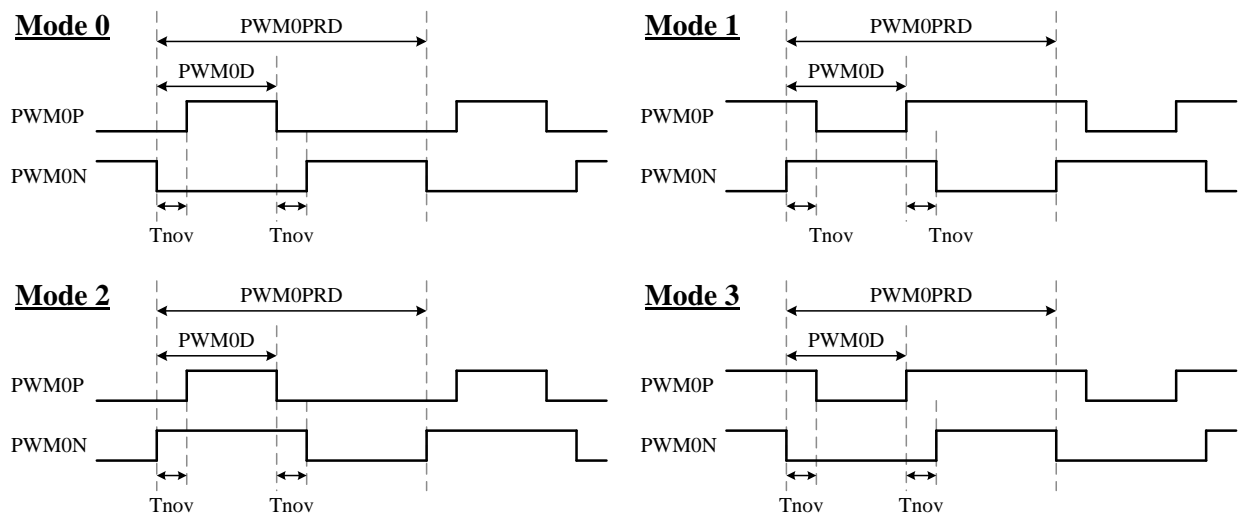 Mode 0
PWM0PRD
PWM0D
PWM0P
PWM0N
Tnov
Tnov
Mode 1
PWM0PRD
PWM0D
PWM0P
PWM0N
Tnov
Tnov
Mode 2
PWM0PRD
PWM0D
PWM0P
PWM0N
Tnov
Tnov
Mode 3
PWM0PRD
PWM0D
PWM0P
PWM0N
Tnov
Tnov